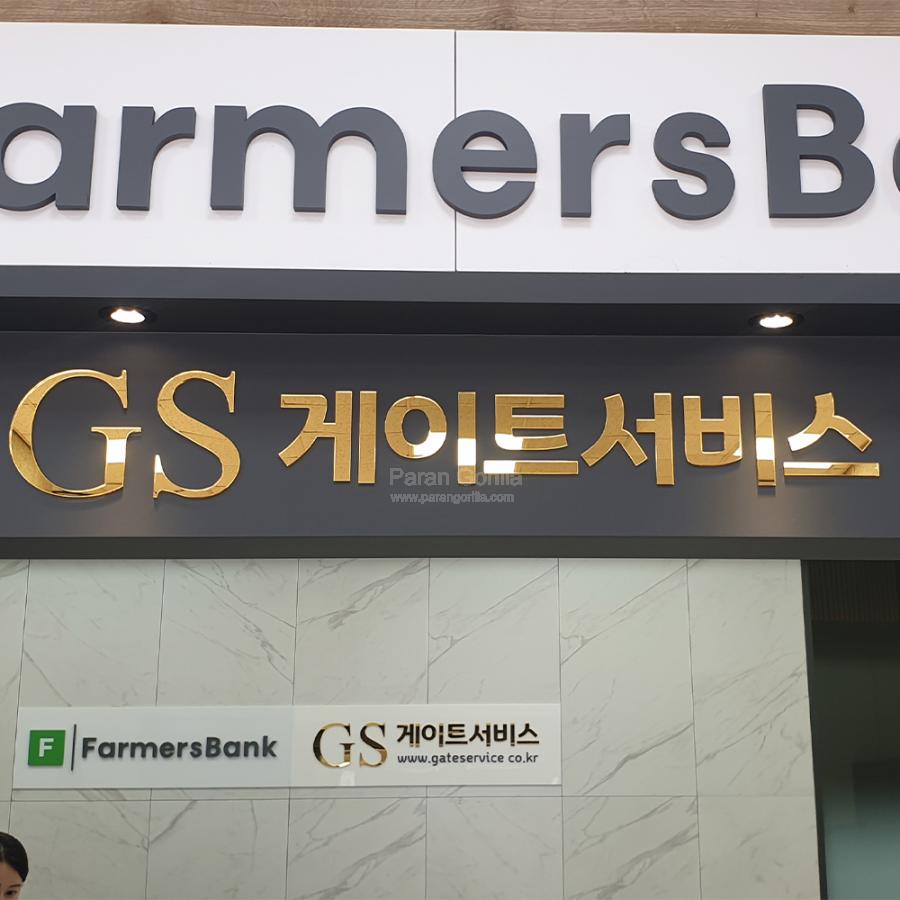 FarmersBa
GS 게이트서비스
Paran Gorilla
www.parangorilla.com
F FarmersBank
GS 게이트서비스
www.gateservice.co.kr